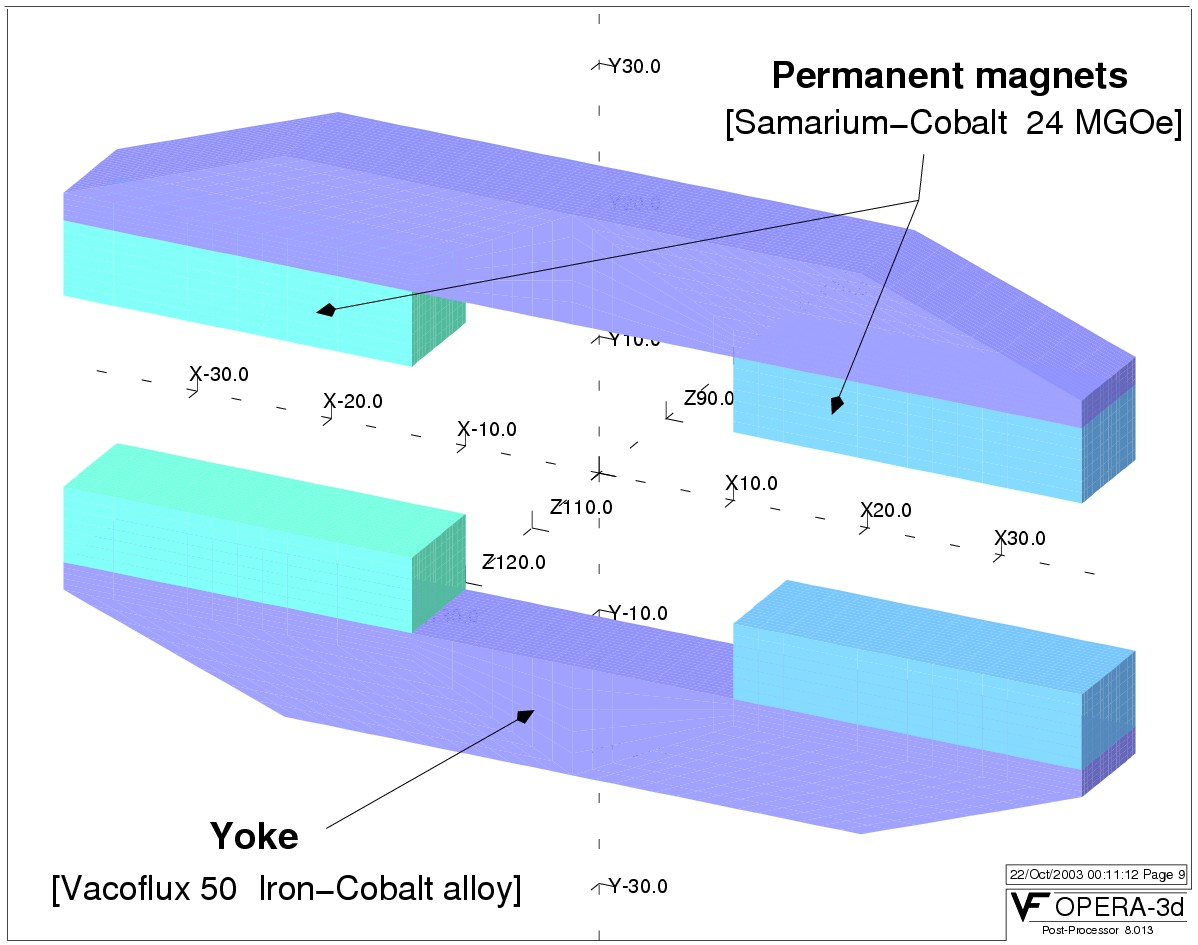 Y30.0
Permanent magnets
[Samarium−Cobalt 24 MGOe]
Y20.0
Y10.0
X-30.0
X-20.0
Z90.0
X-10.0
X10.0
Z110.0
X20.0
X30.0
Z120.0
Y-10.0
Yoke
[Vacoflux 50 Iron−Cobalt alloy]
Y-30.0
22/Oct/2003 00:11:12 Page 9
VF OPERA-3d
Post-Processor 8.013